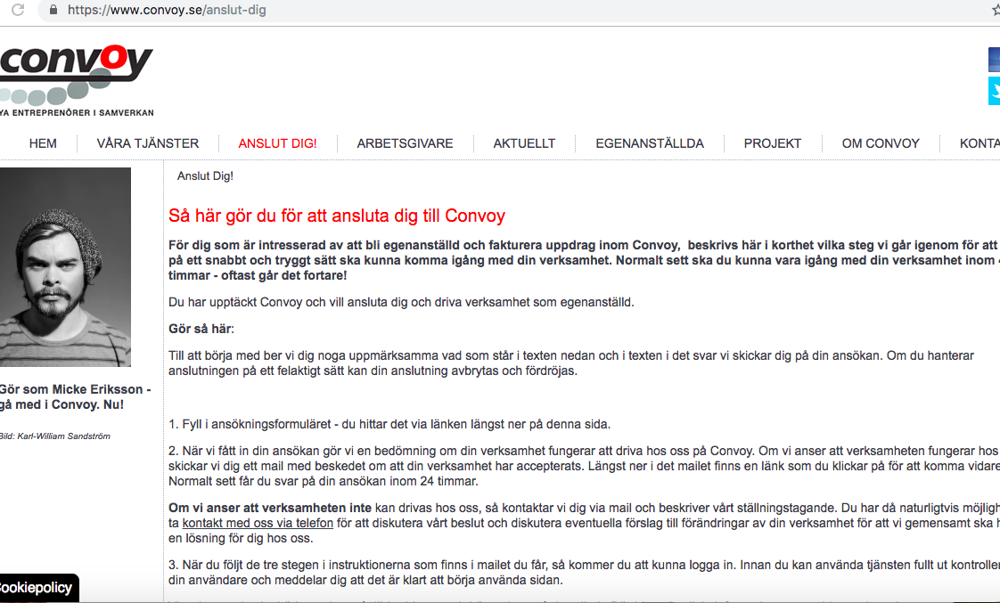 https://www.convoy.se/anslut-dig
convoy
YA ENTREPRENÖRER I SAMVERKAN
HEM VÅRA TJÄNSTER ANSLUT DIG! ARBETSGIVARE AKTUELLT EGENANSTÄLLDA PROJEKT OM CONVOY KONTA
Anslut Dig!
Så här gör du för att ansluta dig till Convoy
För dig som är intresserad av att bli egenanställd och fakturera uppdrag inom Convoy, beskrivs här i korthet vilka steg vi går igenom för att
på ett snabbt och tryggt sätt ska kunna komma igång med din verksamhet. Normalt sett ska du kunna vara igång med din verksamhet inom
timmar - oftast går det fortare!
Du har upptäckt Convoy och vill ansluta dig och driva verksamhet som egenanställd.
Gör så här:
Till att börja med ber vi dig noga uppmärksamma vad som står i texten nedan och i texten i det svar vi skickar dig på din ansökan. Om du hanterar
anslutningen på ett felaktigt sätt kan din anslutning avbrytas och fördröjas.
1. Fyll i ansökningsformuläret - du hittar det via länken längst ner på denna sida.
2. När vi fått in din ansökan gör vi en bedömning om din verksamhet fungerar att driva hos oss på Convoy. Om vi anser att verksamheten fungerar hos
skickar vi dig ett mail med beskedet om att din verksamhet har accepterats. Längst ner i det mailet finns en länk som du klickar på för att komma vidare
Normalt sett får du svar på din ansökan inom 24 timmar.
Om vi anser att verksamheten inte kan drivas hos oss, så kontaktar vi dig via mail och beskriver vårt ställningstagande. Du har då naturligtvis möjligh
ta kontakt med oss via telefon för att diskutera vårt beslut och diskutera eventuella förslag till förändringar av din verksamhet för att vi gemensamt ska
en lösning för dig hos oss.
3. När du följt de tre stegen i instruktionerna som finns i mailet du får, så kommer du att kunna logga in. Innan du kan använda tjänsten fullt ut kontroller
din användare och meddelar dig att det är klart att börja använda sidan.
Gör som Micke Eriksson -
gå med i Convoy. Nu!
Bild: Karl-William Sandström
Cookiepolicy